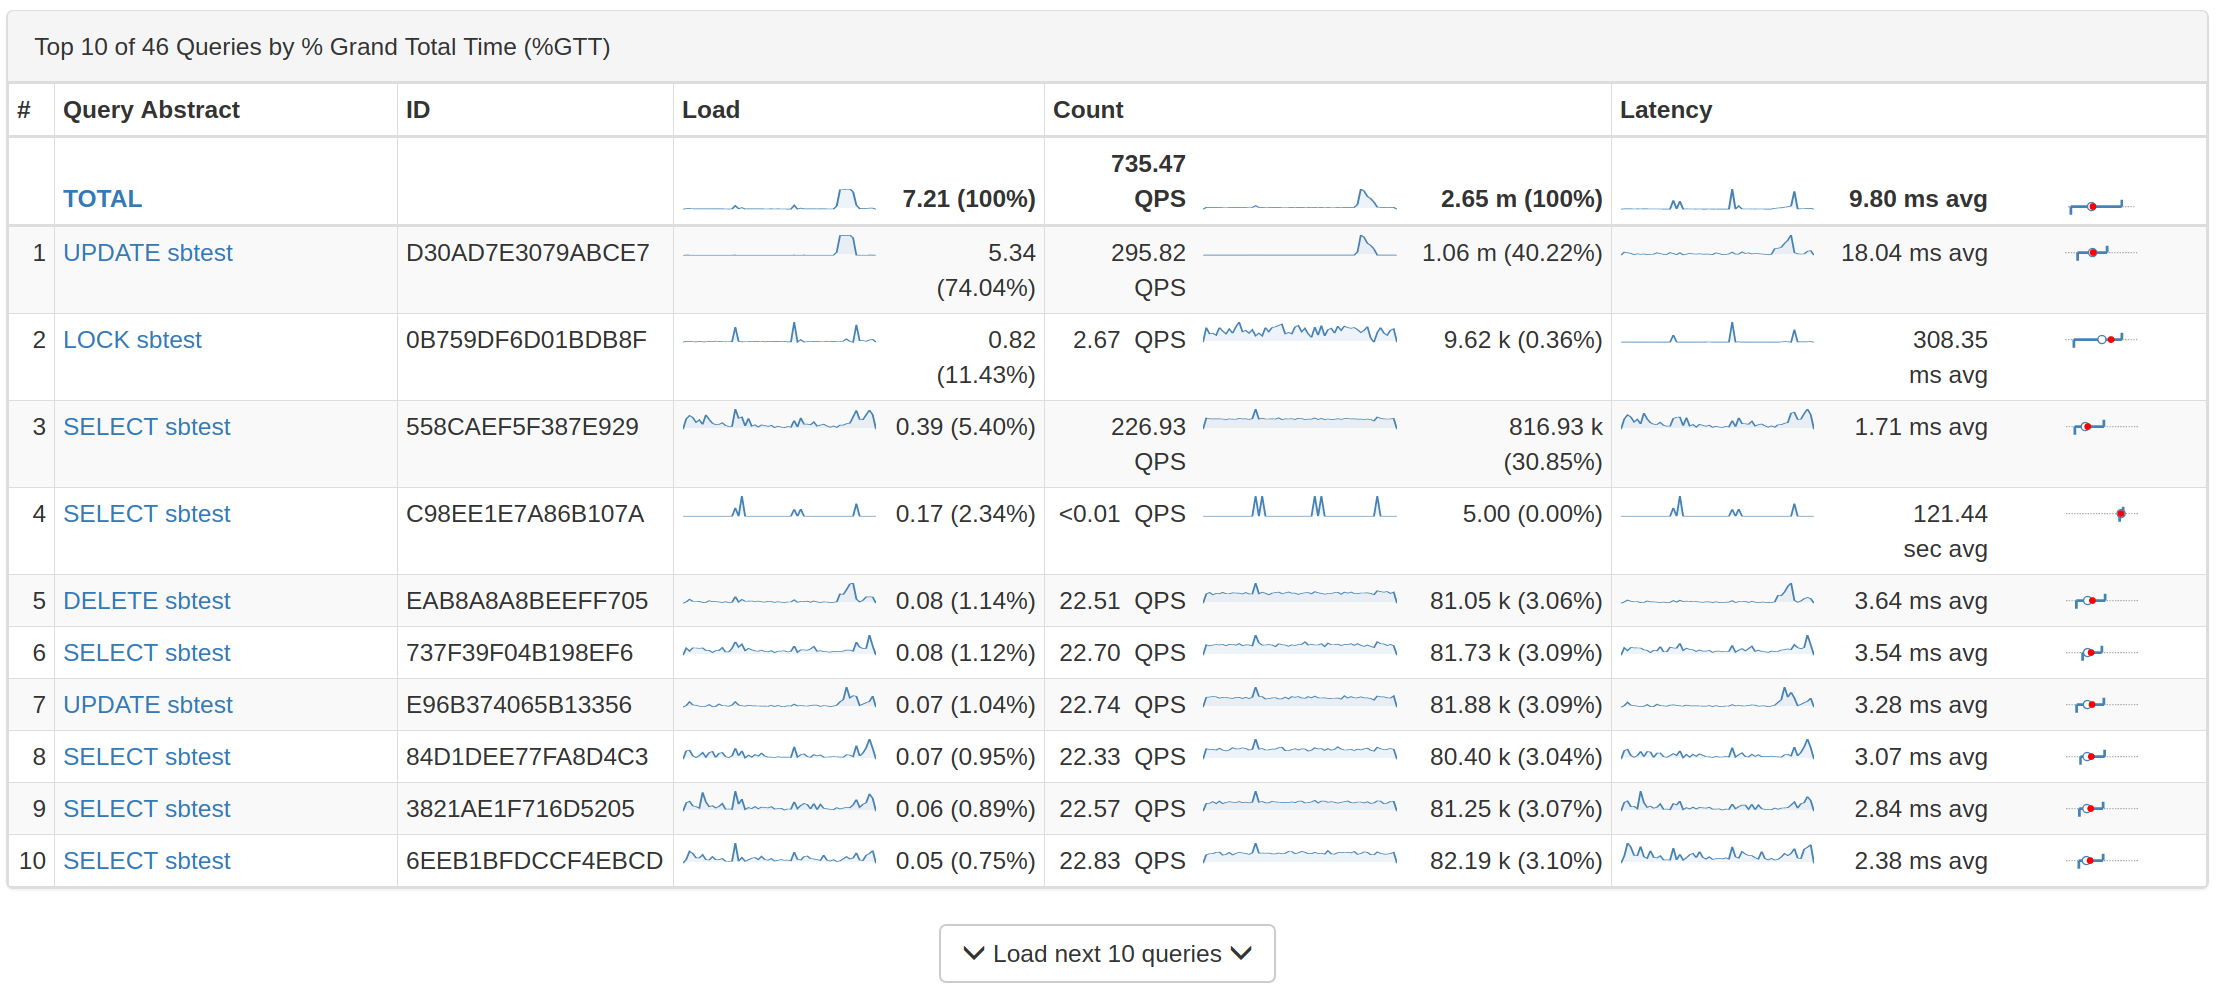 Top 10 of 46 Queries by % Grand Total Time (%GTT)
# Query Abstract ID Load Count Latency
TOTAL 7.21 (100%) 735.47 QPS 2.65 m (100%) 9.80 ms avg
1 UPDATE sbtest D30AD7E3079ABCE7 5.34 (74.04%) 295.82 QPS 1.06 m (40.22%) 18.04 ms avg
2 LOCK sbtest 0B759DF6D01BDB8F 0.82 (11.43%) 2.67 QPS 9.62 k (0.36%) 308.35 ms avg
3 SELECT sbtest 558CAEF5F387E929 0.39 (5.40%) 226.93 QPS 816.93 k (30.85%) 1.71 ms avg
4 SELECT sbtest C98EE1E7A86B107A 0.17 (2.34%) <0.01 QPS 5.00 (0.00%) 121.44 sec avg
5 DELETE sbtest EAB8A8A8BEEFF705 0.08 (1.14%) 22.51 QPS 81.05 k (3.06%) 3.64 ms avg
6 SELECT sbtest 737F39F04B198EF6 0.08 (1.12%) 22.70 QPS 81.73 k (3.09%) 3.54 ms avg
7 UPDATE sbtest E96B374065B13356 0.07 (1.04%) 22.74 QPS 81.88 k (3.09%) 3.28 ms avg
8 SELECT sbtest 84D1DEE77FA8D4C3 0.07 (0.95%) 22.33 QPS 80.40 k (3.04%) 3.07 ms avg
9 SELECT sbtest 3821AE1F716D5205 0.06 (0.89%) 22.57 QPS 81.25 k (3.07%) 2.84 ms avg
10 SELECT sbtest 6EEB1BFDCCF4EBCD 0.05 (0.75%) 22.83 QPS 82.19 k (3.10%) 2.38 ms avg
Load next 10 queries